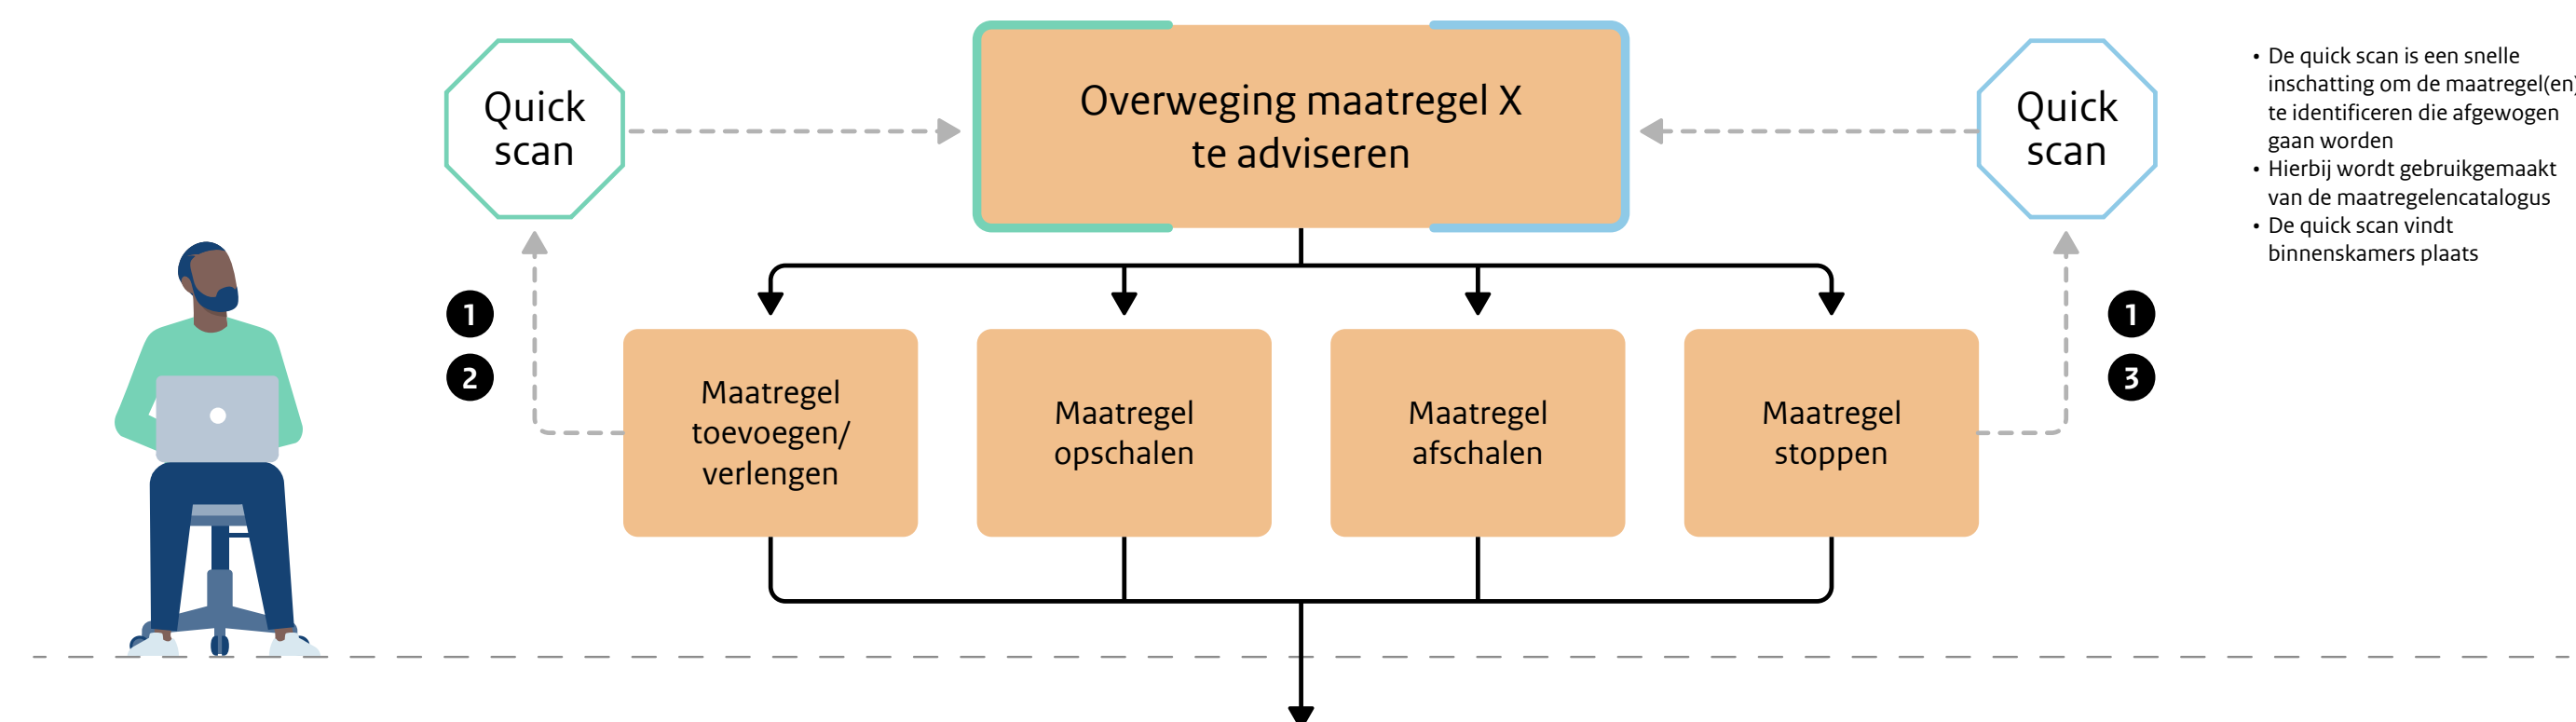 Quick
scan
Overweging maatregel X
te adviseren
Quick
scan
• De quick scan is een snelle
inschatting om de maatregel(en)
te identificeren die afgewogen
gaan worden
• Hierbij wordt gebruikgemaakt
van de maatregelencatalogus
• De quick scan vindt
binnenskamers plaats
1
2
Maatregel
toevoegen/
verlengen
Maatregel
opschalen
Maatregel
afschalen
Maatregel
stoppen
1
3